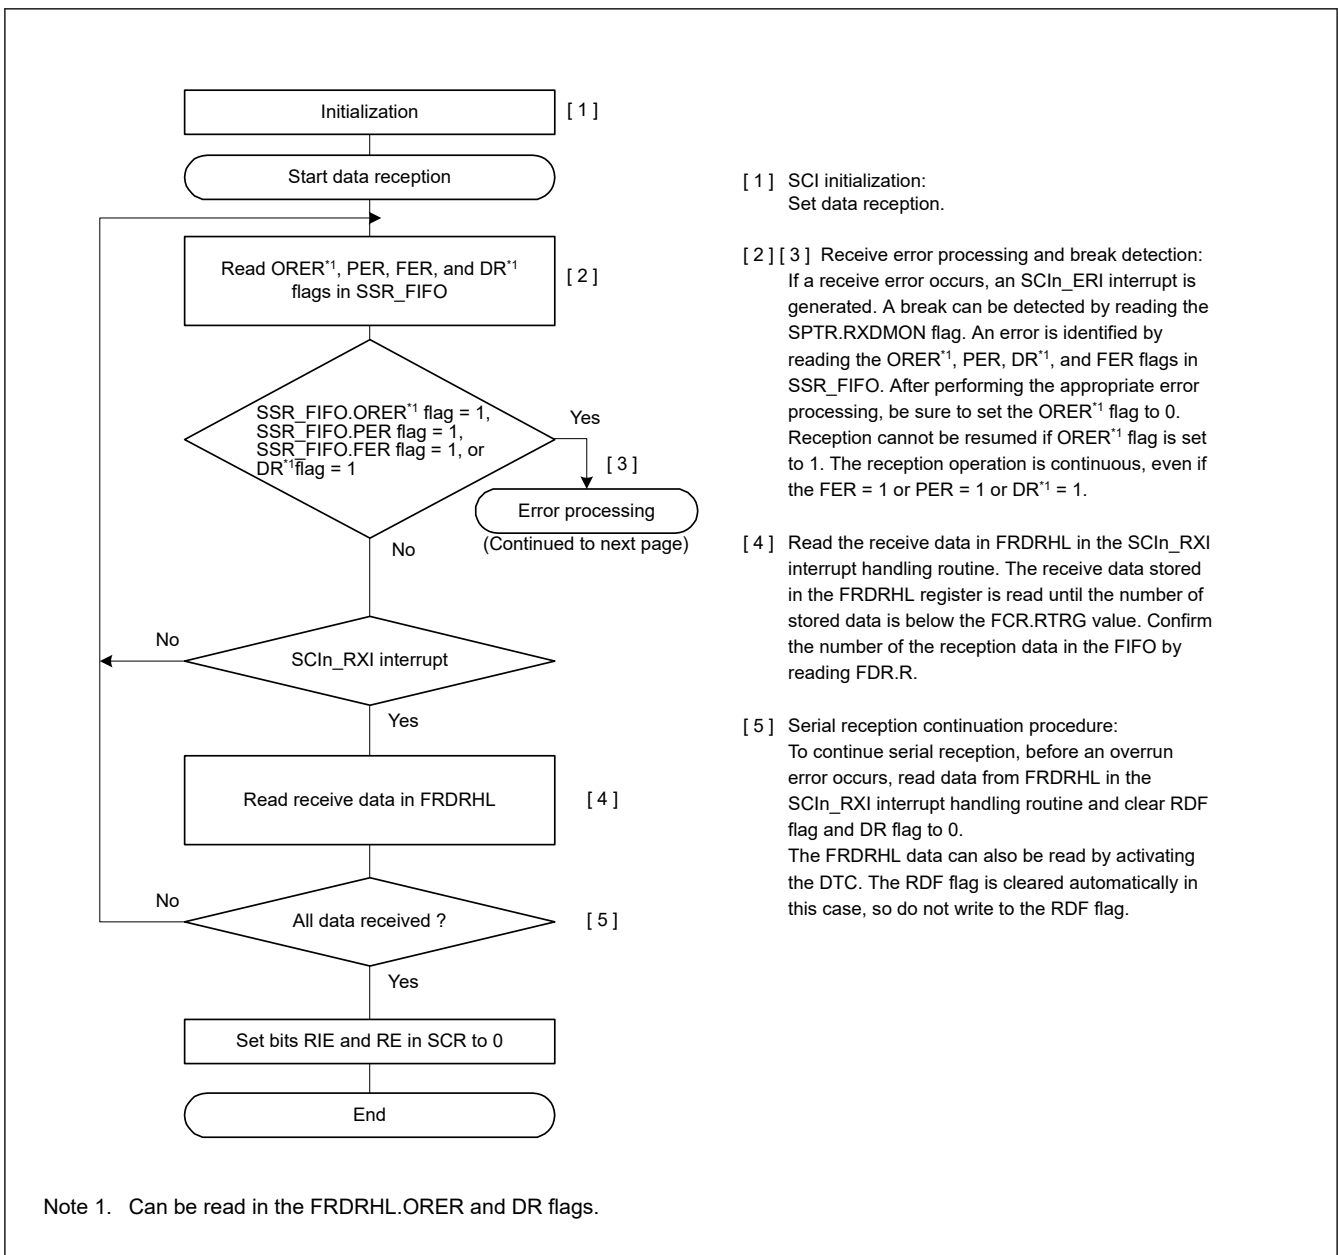 Initialization
[ 1 ]
Start data reception
Read ORER*1, PER, FER, and DR*1
flags in SSR_FIFO
[ 2 ]
SSR_FIFO.ORER*1 flag = 1,
SSR_FIFO.PER flag = 1,
SSR_FIFO.FER flag = 1, or
DR*1flag = 1
Yes
[ 3 ]
Error processing
(Continued to next page)
No
No
SCIn_RXI interrupt
Yes
Read receive data in FRDRHL
[ 4 ]
No
All data received ?
[ 5 ]
Yes
Set bits RIE and RE in SCR to 0
End
[ 1 ] SCI initialization:
Set data reception.
[ 2 ] [ 3 ] Receive error processing and break detection:
If a receive error occurs, an SCIn_ERI interrupt is
generated. A break can be detected by reading the
SPTR.RXDMON flag. An error is identified by
reading the ORER*1, PER, DR*1, and FER flags in
SSR_FIFO. After performing the appropriate error
processing, be sure to set the ORER*1 flag to 0.
Reception cannot be resumed if ORER*1 flag is set
to 1. The reception operation is continuous, even if
the FER = 1 or PER = 1 or DR*1 = 1.
[ 4 ] Read the receive data in FRDRHL in the SCIn_RXI
interrupt handling routine. The receive data stored
in the FRDRHL register is read until the number of
stored data is below the FCR.RTRG value. Confirm
the number of the reception data in the FIFO by
reading FDR.R.
[ 5 ] Serial reception continuation procedure:
To continue serial reception, before an overrun
error occurs, read data from FRDRHL in the
SCIn_RXI interrupt handling routine and clear RDF
flag and DR flag to 0.
The FRDRHL data can also be read by activating
the DTC. The RDF flag is cleared automatically in
this case, so do not write to the RDF flag.
Note 1. Can be read in the FRDRHL.ORER and DR flags.